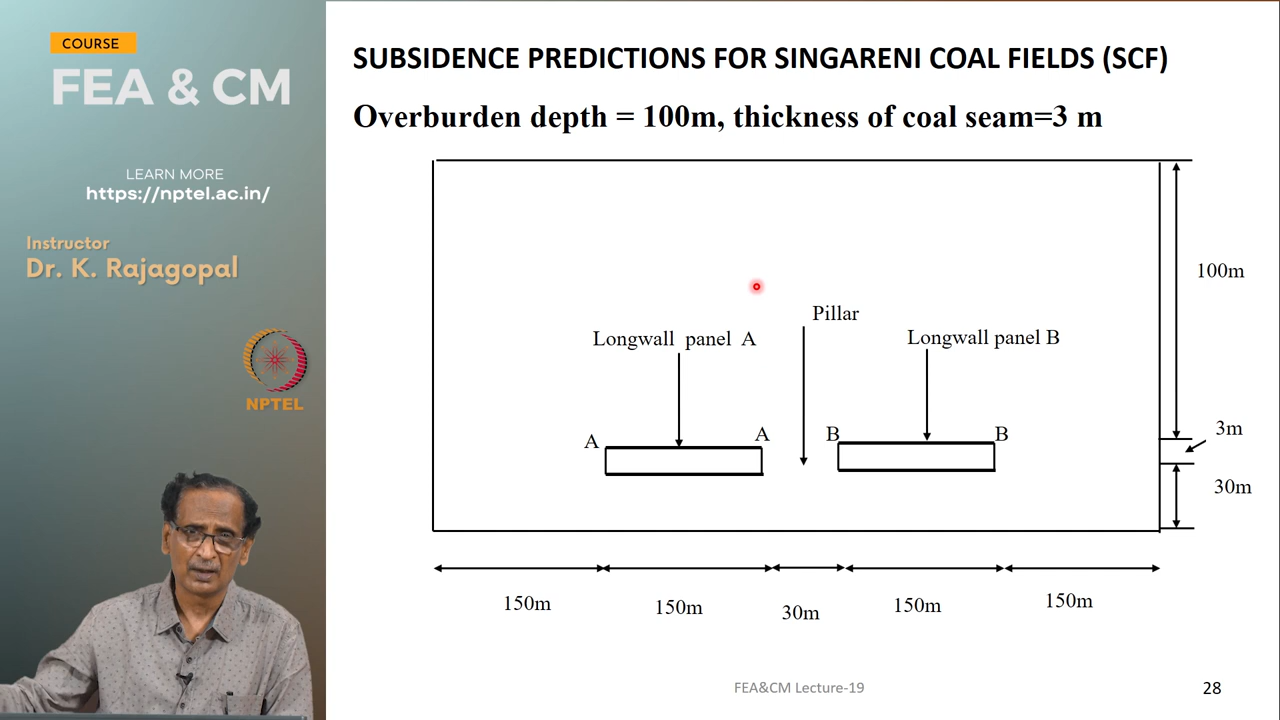 COURSE
FEA & CM
LEARN MORE
https://nptel.ac.in/
Instructor
Dr. K. Rajagopal
NPTEL
SUBSIDENCE PREDICTIONS FOR SINGARENI COAL FIELDS (SCF)
Overburden depth = 100m, thickness of coal seam=3 m
100m
Pillar
Longwall panel A
Longwall panel B
A
A
B
B
3m
30m
150m
150m
30m
150m
150m
FEA&CM Lecture-19
28